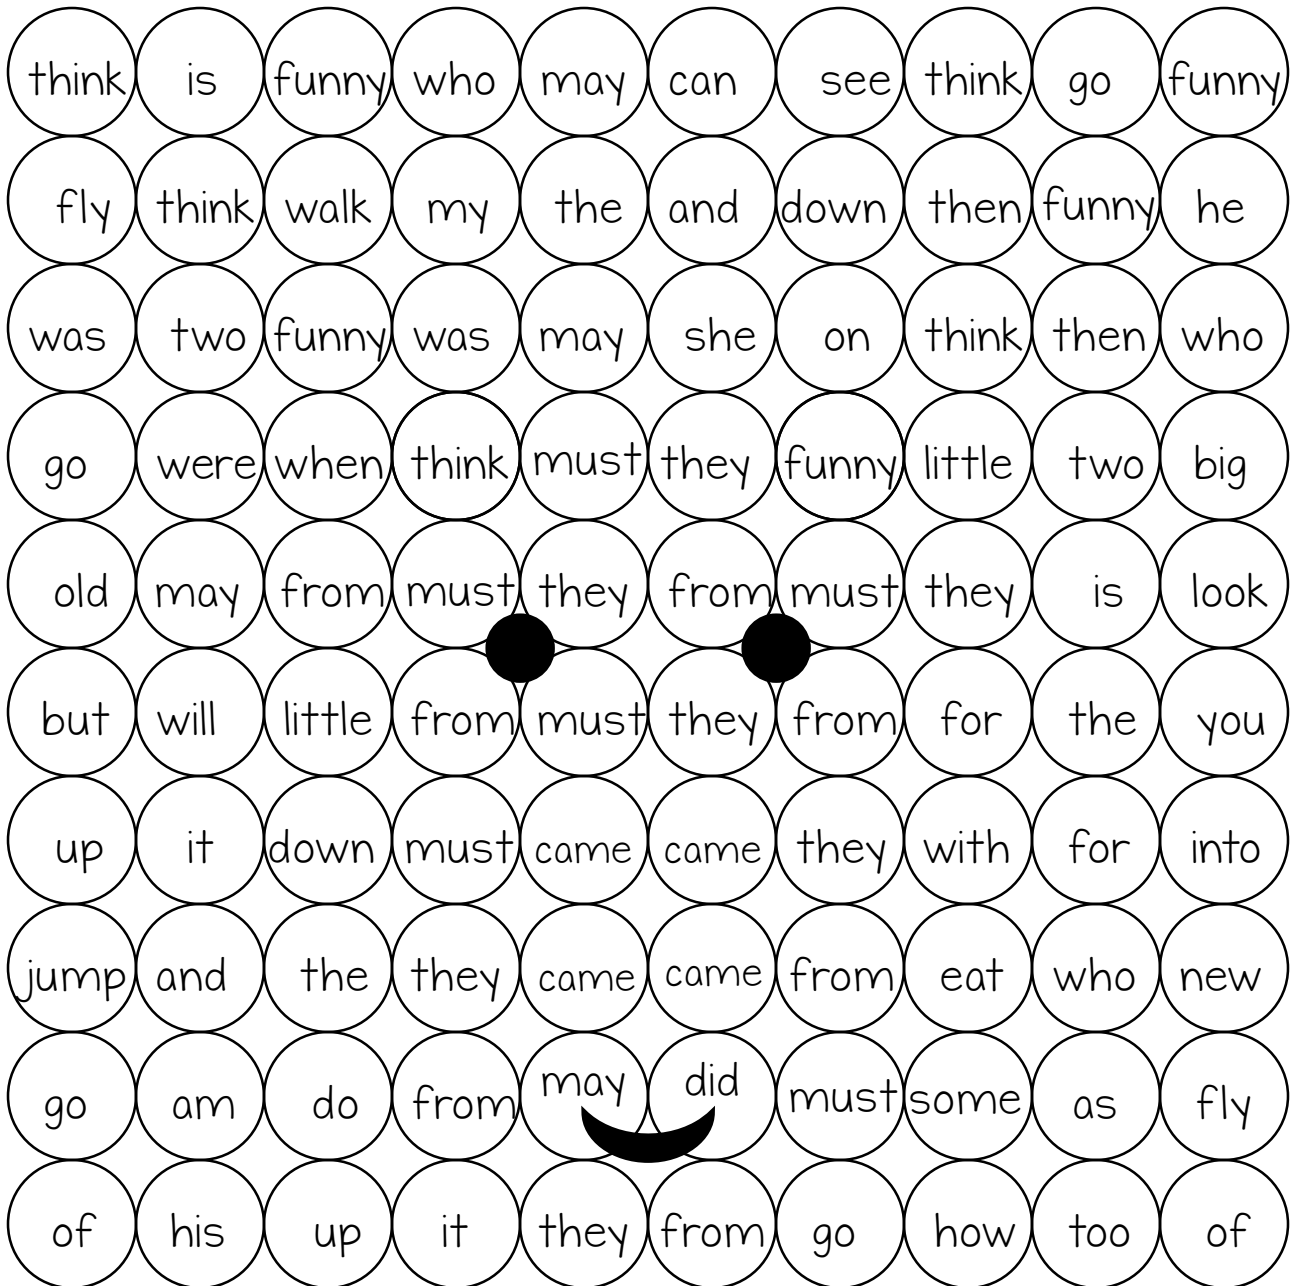 think is funny who may can see think go funny
fly think walk my the and down then funny he
was two funny was may she on think then who
go were when think must they funny little two big
old may from must they from must they is look
but will little from must they from for the you
up it down must came came they with for into
jump and the they came came from eat who new
go am do from may did must some as fly
of his up it they from go how too of